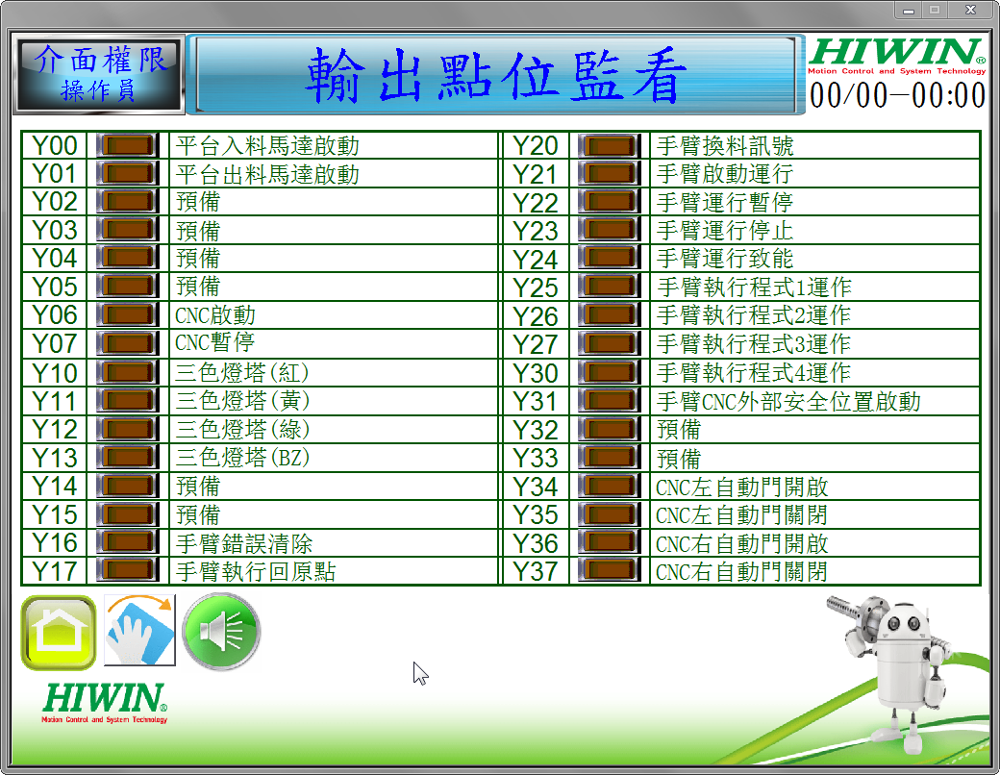 介面權限
操作員
輸出點位監看
HIWIN®
Motion Control and System Technology
00/00-00:00
Y00 平台入料馬達啟動
Y01 平台出料馬達啟動
Y02 預備
Y03 預備
Y04 預備
Y05 預備
Y06 CNC啟動
Y07 CNC暫停
Y10 三色燈塔(紅)
Y11 三色燈塔(黃)
Y12 三色燈塔(綠)
Y13 三色燈塔(BZ)
Y14 預備
Y15 預備
Y16 手臂錯誤清除
Y17 手臂執行回原點
Y20 手臂換料訊號
Y21 手臂啟動運行
Y22 手臂運行暫停
Y23 手臂運行停止
Y24 手臂運行致能
Y25 手臂執行程式1運作
Y26 手臂執行程式2運作
Y27 手臂執行程式3運作
Y30 手臂執行程式4運作
Y31 手臂CNC外部安全位置啟動
Y32 預備
Y33 預備
Y34 CNC左自動門開啟
Y35 CNC左自動門關閉
Y36 CNC右自動門開啟
Y37 CNC右自動門關閉
HIWIN®
Motion Control and System Technology